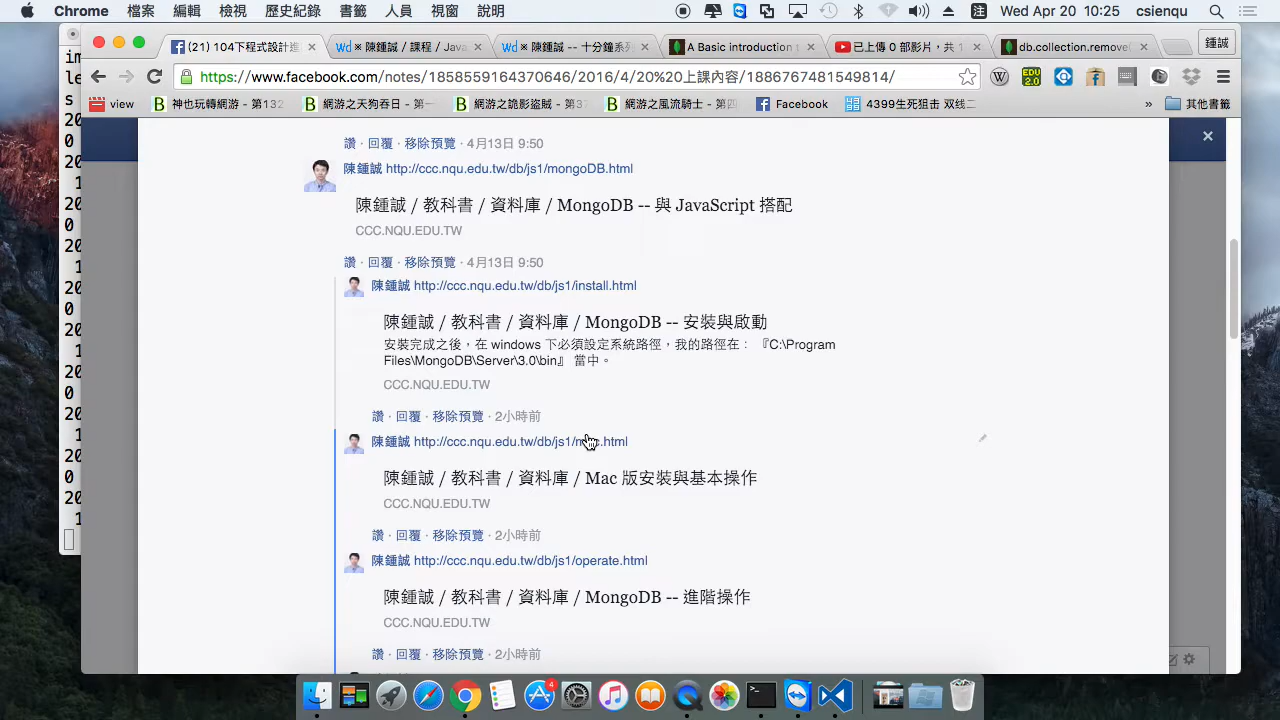 Chrome 檔案 編輯 檢視 歷史紀錄 書籤 人員 視窗 說明 注 Wed Apr 20 10:25 csienqu
(21) 104下程式設計進
Wd ※ 陳鍾誠 / 課程 / Java
Wd ※ 陳鍾誠 -- 十分鐘系列
A Basic introduction t
已上傳 0 部影片，共 1
db.collection.remove(
鍾誠
https://www.facebook.com/notes/1858559164370646/2016/4/20%20上課內容/1886767481549814/
view
神也玩轉網游 - 第132
网游之天狗吞日 - 第一
網游之詭影盜賊 - 第37
網游之風流騎士 - 第四
Facebook
4399生死狙击 双线二
»
其他書籤
讚 · 回覆 · 移除預覽 · 4月13日 9:50
陳鍾誠 http://ccc.nqu.edu.tw/db/js1/mongoDB.html
陳鍾誠 / 教科書 / 資料庫 / MongoDB -- 與 JavaScript 搭配
CCC.NQU.EDU.TW
讚 · 回覆 · 移除預覽 · 4月13日 9:50
陳鍾誠 http://ccc.nqu.edu.tw/db/js1/install.html
陳鍾誠 / 教科書 / 資料庫 / MongoDB -- 安裝與啟動
安裝完成之後，在 windows 下必須設定系統路徑，我的路徑在： 『C:\Program
Files\MongoDB\Server\3.0\bin』 當中。
CCC.NQU.EDU.TW
讚 · 回覆 · 移除預覽 · 2小時前
陳鍾誠 http://ccc.nqu.edu.tw/db/js1/mac.html
陳鍾誠 / 教科書 / 資料庫 / Mac 版安裝與基本操作
CCC.NQU.EDU.TW
讚 · 回覆 · 移除預覽 · 2小時前
陳鍾誠 http://ccc.nqu.edu.tw/db/js1/operate.html
陳鍾誠 / 教科書 / 資料庫 / MongoDB -- 進階操作
CCC.NQU.EDU.TW
讚 · 回覆 · 移除預覽 · 2小時前